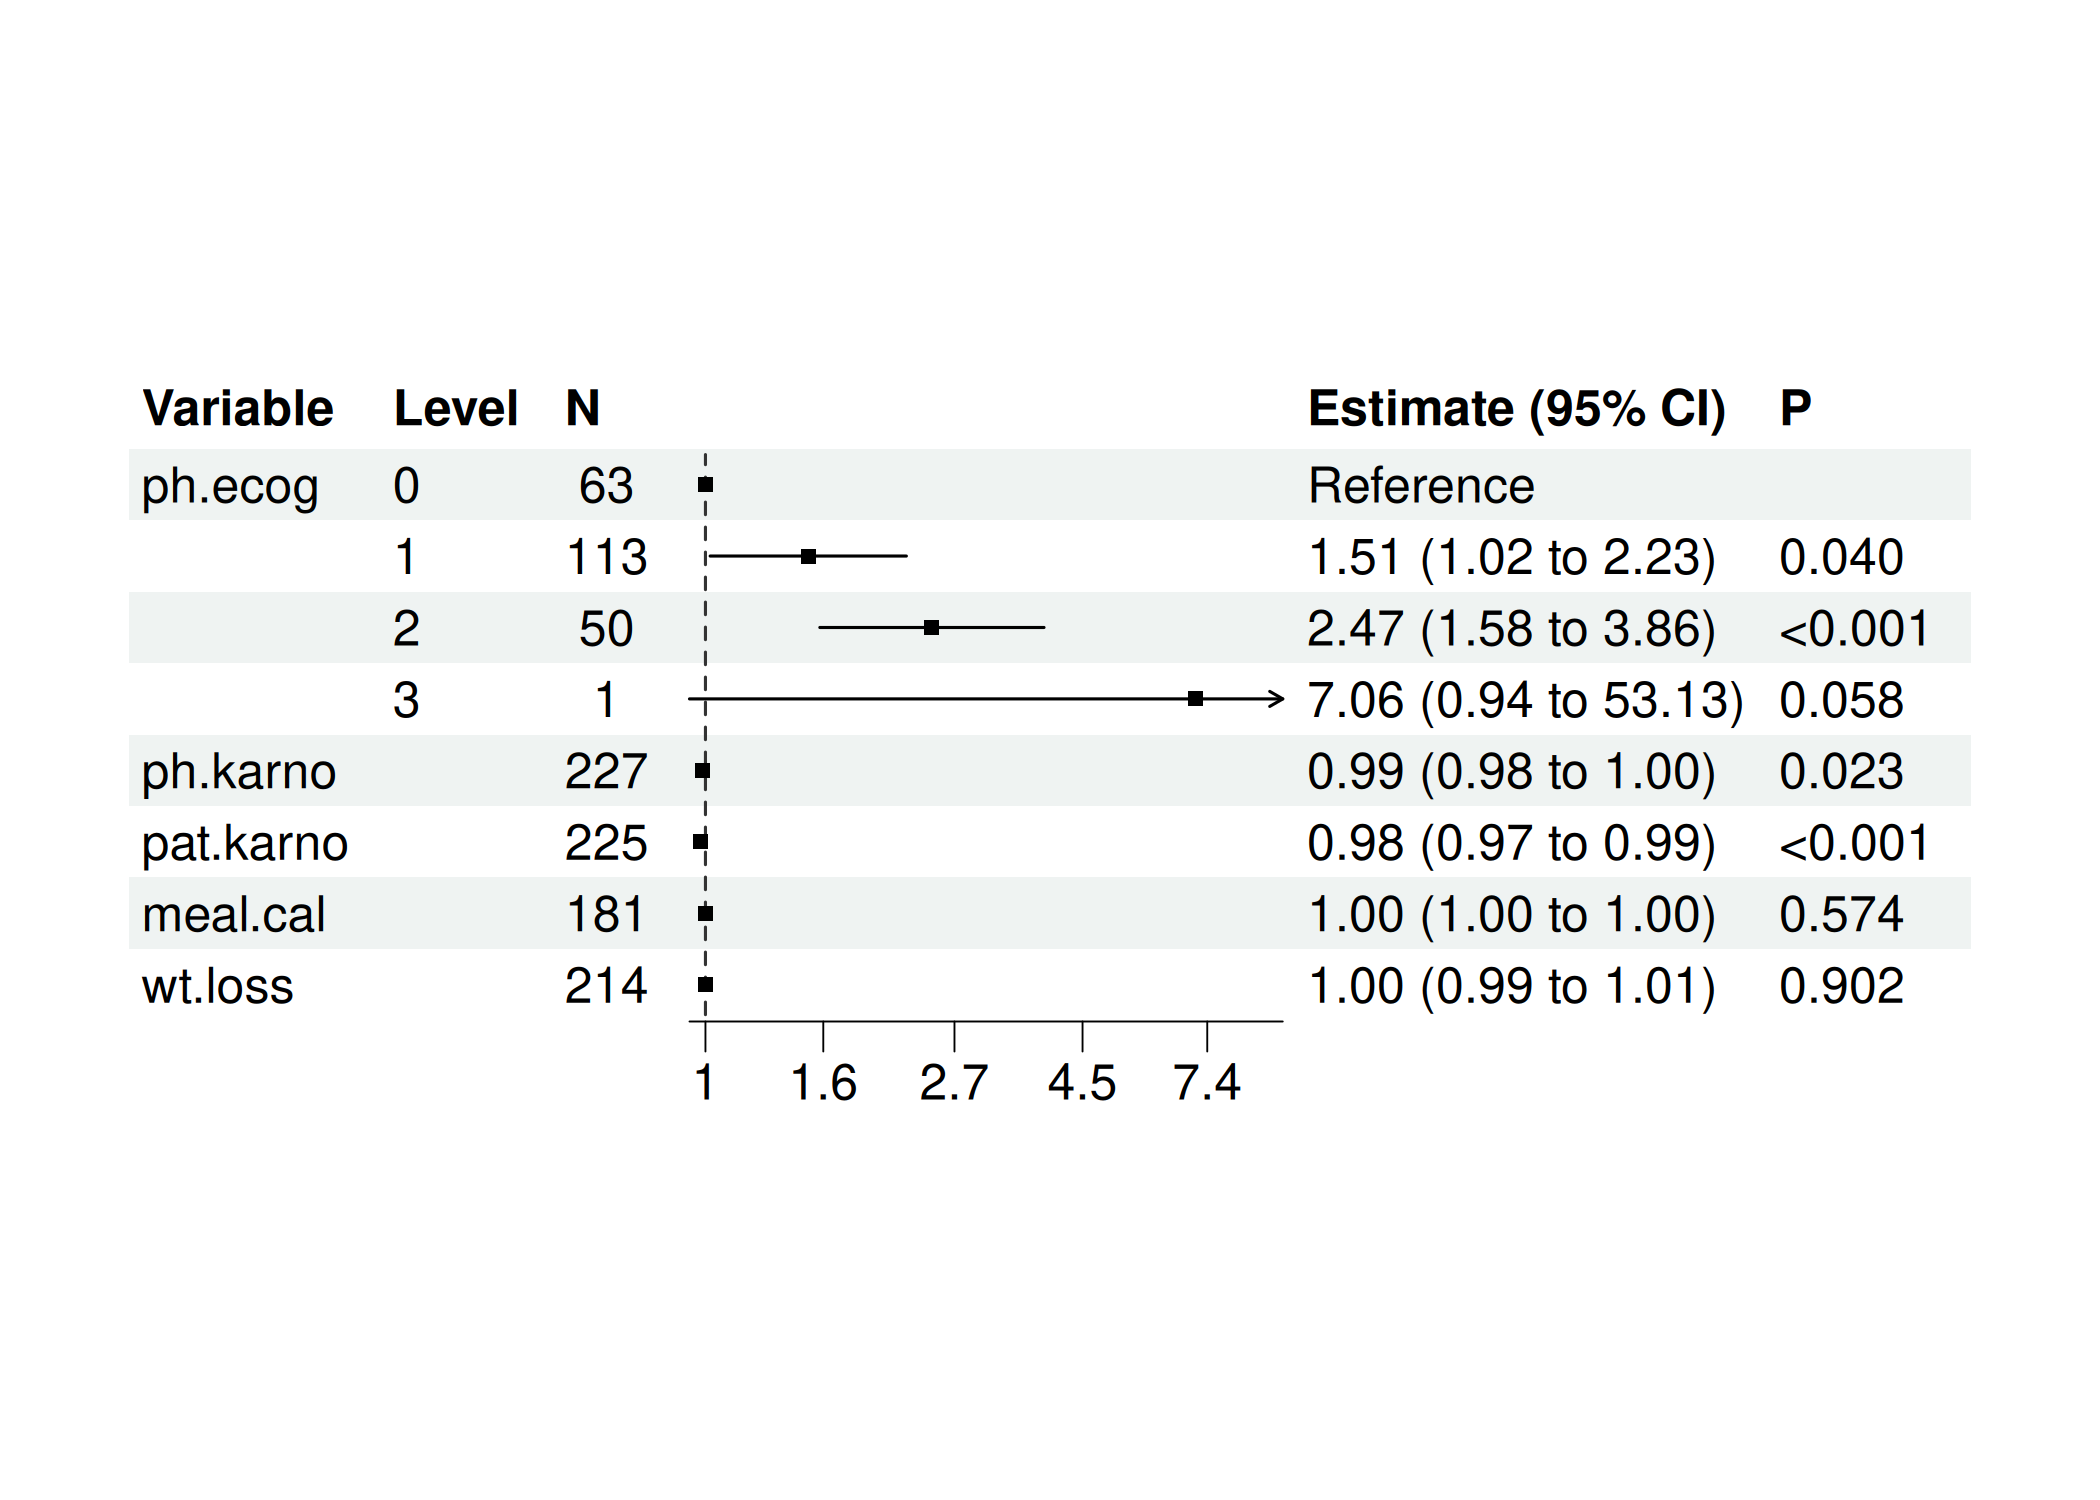 Variable Level N Estimate (95% CI) P
ph.ecog 0 63 Reference
1 113 1.51 (1.02 to 2.23) 0.040
2 50 2.47 (1.58 to 3.86) <0.001
3 1 7.06 (0.94 to 53.13) 0.058
ph.karno 227 0.99 (0.98 to 1.00) 0.023
pat.karno 225 0.98 (0.97 to 0.99) <0.001
meal.cal 181 1.00 (1.00 to 1.00) 0.574
wt.loss 214 1.00 (0.99 to 1.01) 0.902
1 1.6 2.7 4.5 7.4